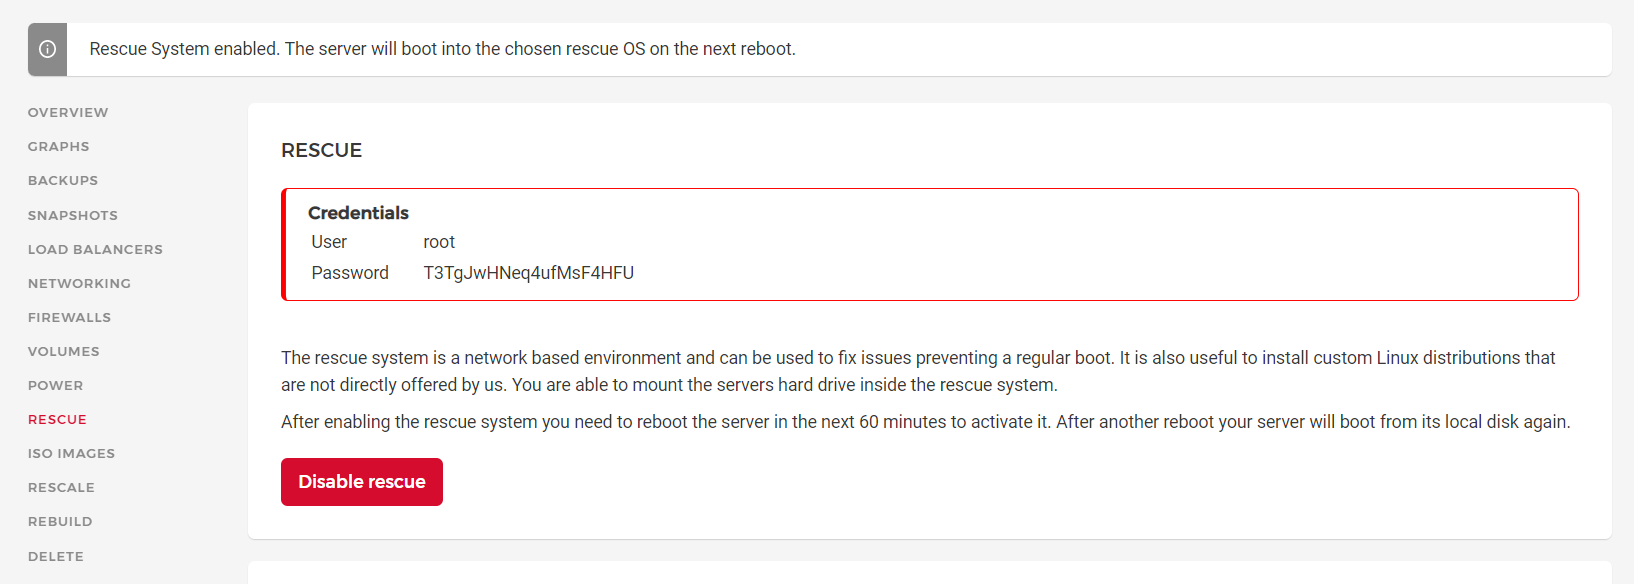 Rescue System enabled. The server will boot into the chosen rescue OS on the next reboot.
OVERVIEW
GRAPHS
BACKUPS
SNAPSHOTS
LOAD BALANCERS
NETWORKING
FIREWALLS
VOLUMES
POWER
RESCUE
ISO IMAGES
RESCALE
REBUILD
DELETE
RESCUE
Credentials
User root
Password T3TgJwHNeq4ufMsF4HFU
The rescue system is a network based environment and can be used to fix issues preventing a regular boot. It is also useful to install custom Linux distributions that
are not directly offered by us. You are able to mount the servers hard drive inside the rescue system.
After enabling the rescue system you need to reboot the server in the next 60 minutes to activate it. After another reboot your server will boot from its local disk again.
Disable rescue